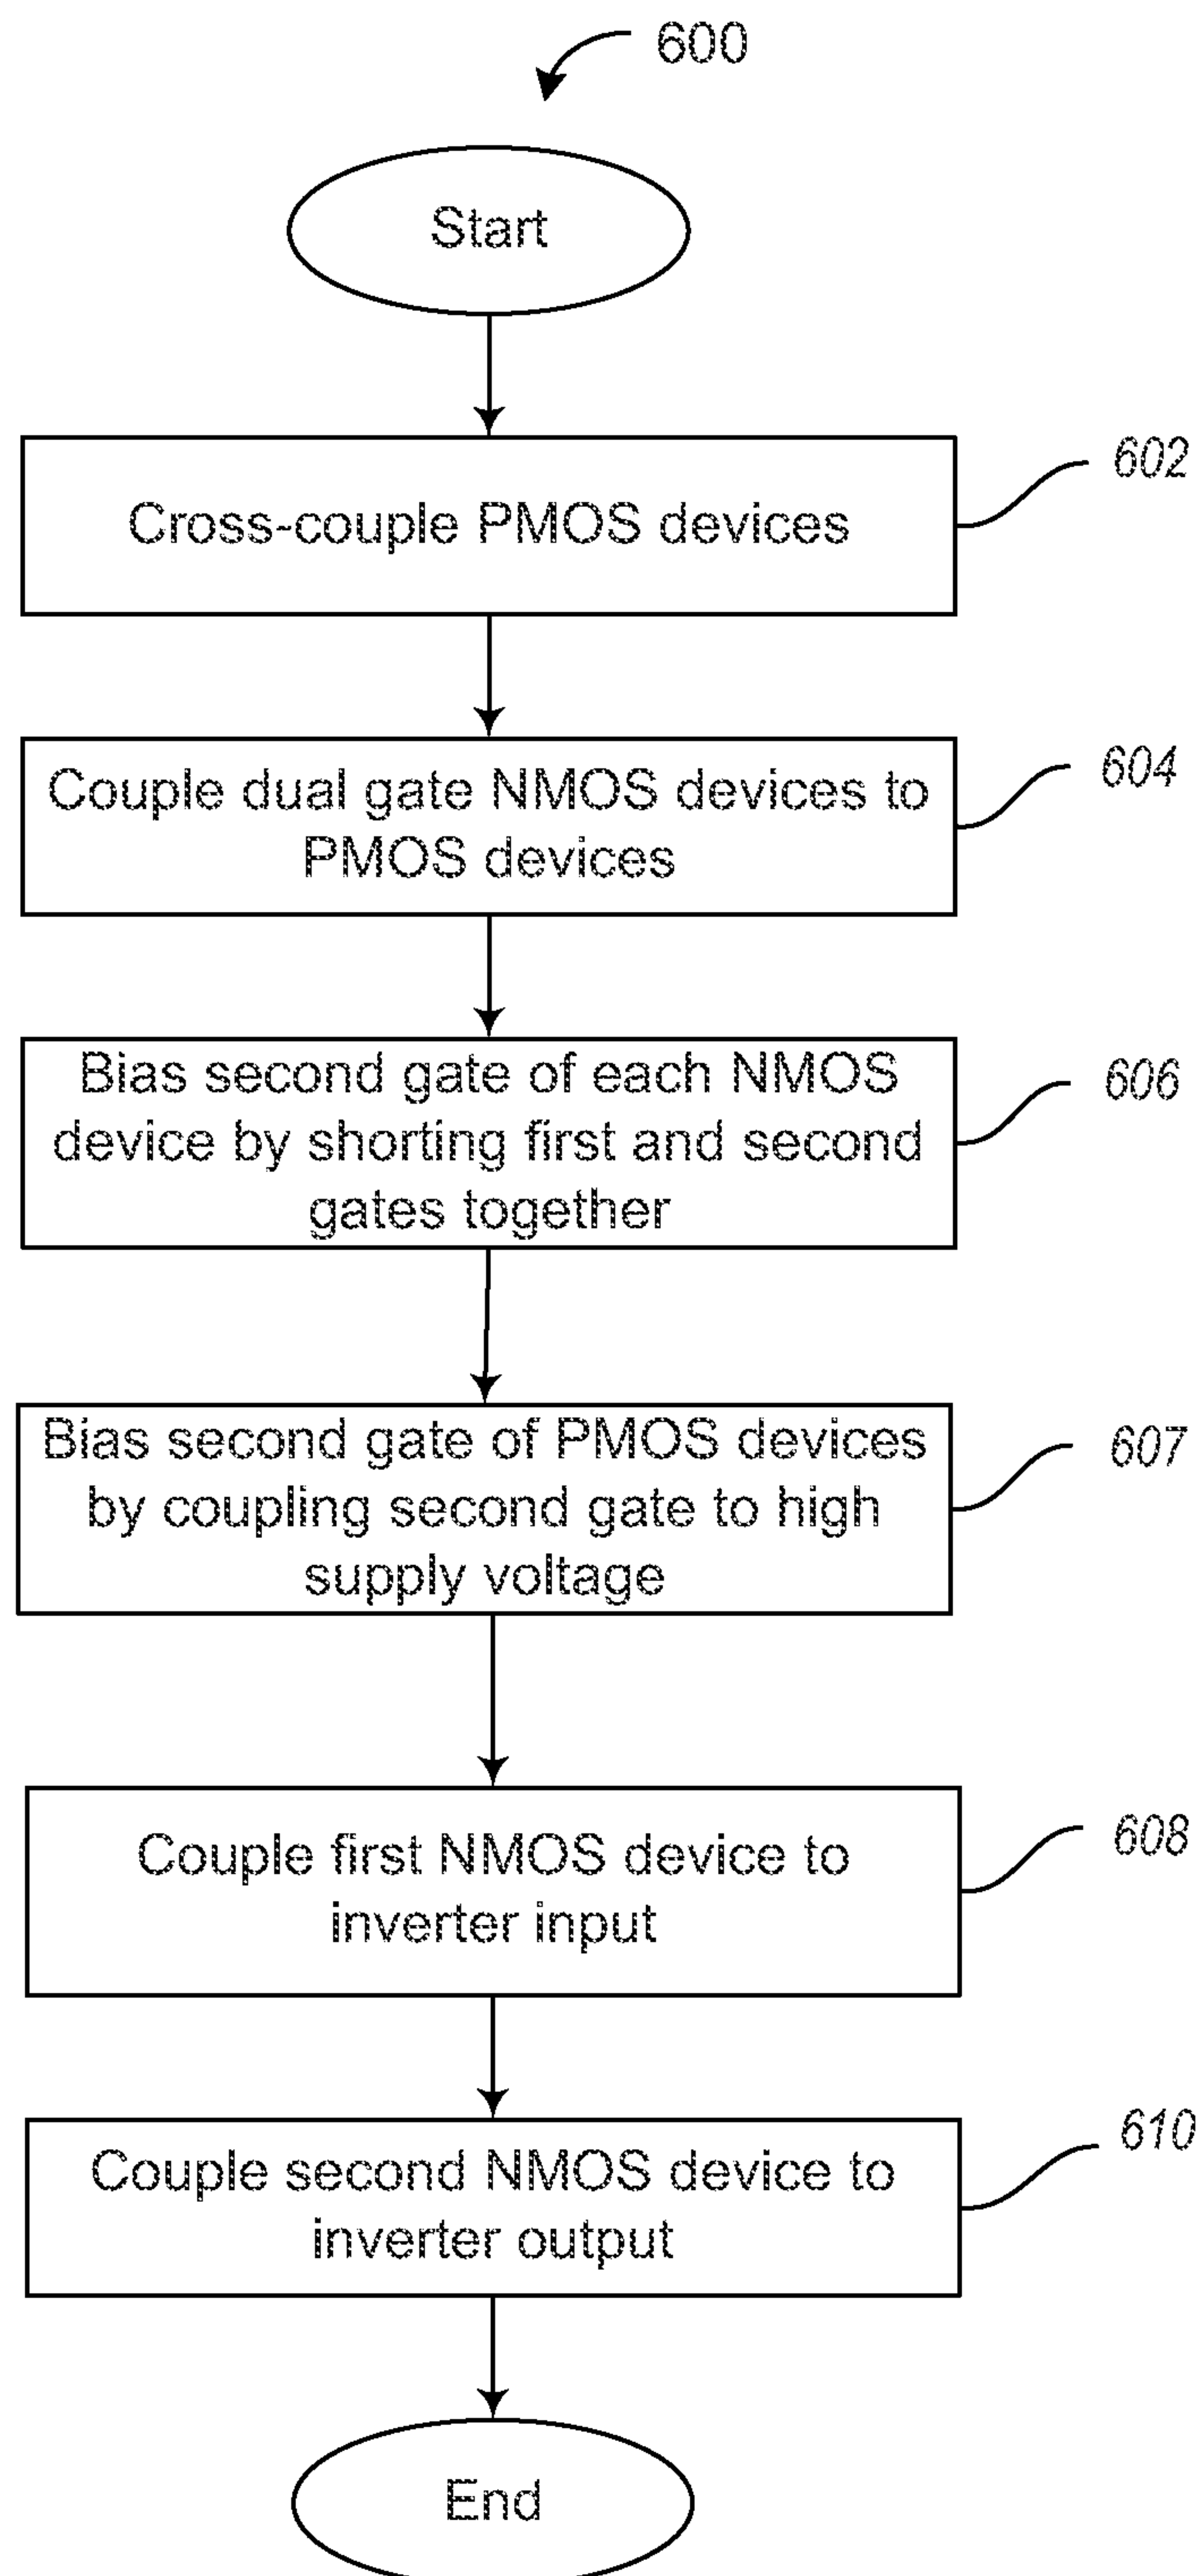 600
Start
Cross-couple PMOS devices
602
Couple dual gate NMOS devices to
PMOS devices
604
Bias second gate of each NMOS
device by shorting first and second
gates together
606
Bias second gate of PMOS devices
by coupling second gate to high
supply voltage
607
Couple first NMOS device to
inverter input
608
Couple second NMOS device to
inverter output
610
End